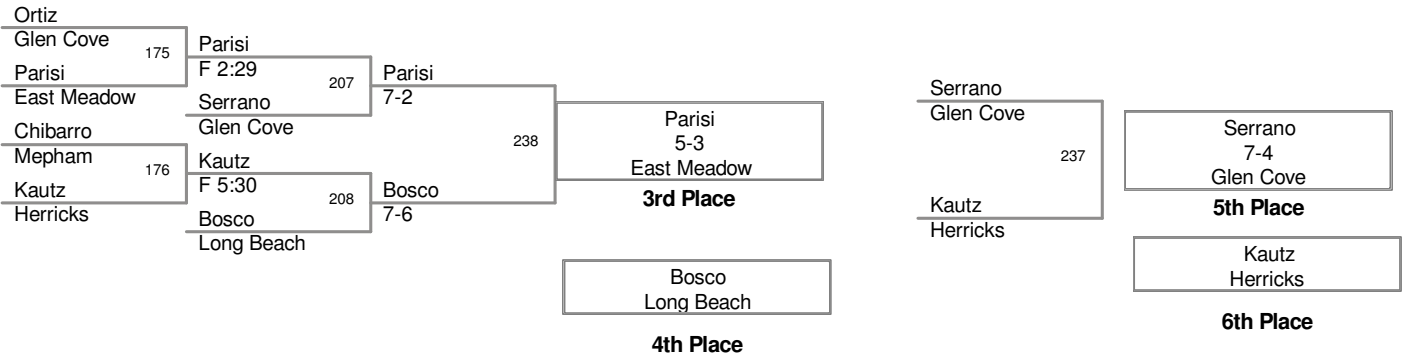 Ortiz
Glen Cove
175
Parisi
East Meadow
Chibarro
Mepham
176
Kautz
Herricks
Parisi
F 2:29
207
Serrano
Glen Cove
Kautz
F 5:30
208
Bosco
Long Beach
Parisi
7-2
238
Bosco
7-6
Parisi
5-3
East Meadow
3rd Place
Bosco
Long Beach
4th Place
Serrano
Glen Cove
237
Kautz
Herricks
Serrano
7-4
Glen Cove
5th Place
Kautz
Herricks
6th Place